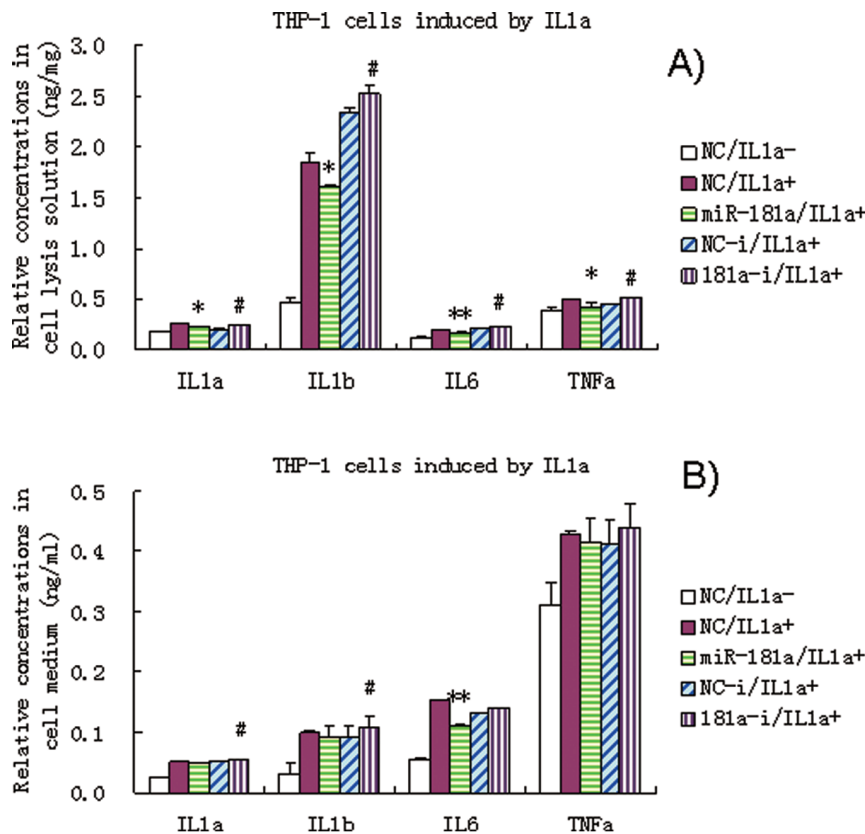 THP-1 cells induced by IL1a
A)
Relative concentrations in
cell lysis solution (ng/mg)
3.0
2.5
2.0
1.5
1.0
0.5
0.0
* # * # ** # * #
IL1a IL1b IL6 TNFa
NC/IL1a-
NC/IL1a+
miR-181a/IL1a+
NC-i/IL1a+
181a-i/IL1a+
THP-1 cells induced by IL1a
B)
Relative concentrations in
cell medium (ng/ml)
0.5
0.4
0.3
0.2
0.1
0.0
# # **
IL1a IL1b IL6 TNFa
NC/IL1a-
NC/IL1a+
miR-181a/IL1a+
NC-i/IL1a+
181a-i/IL1a+